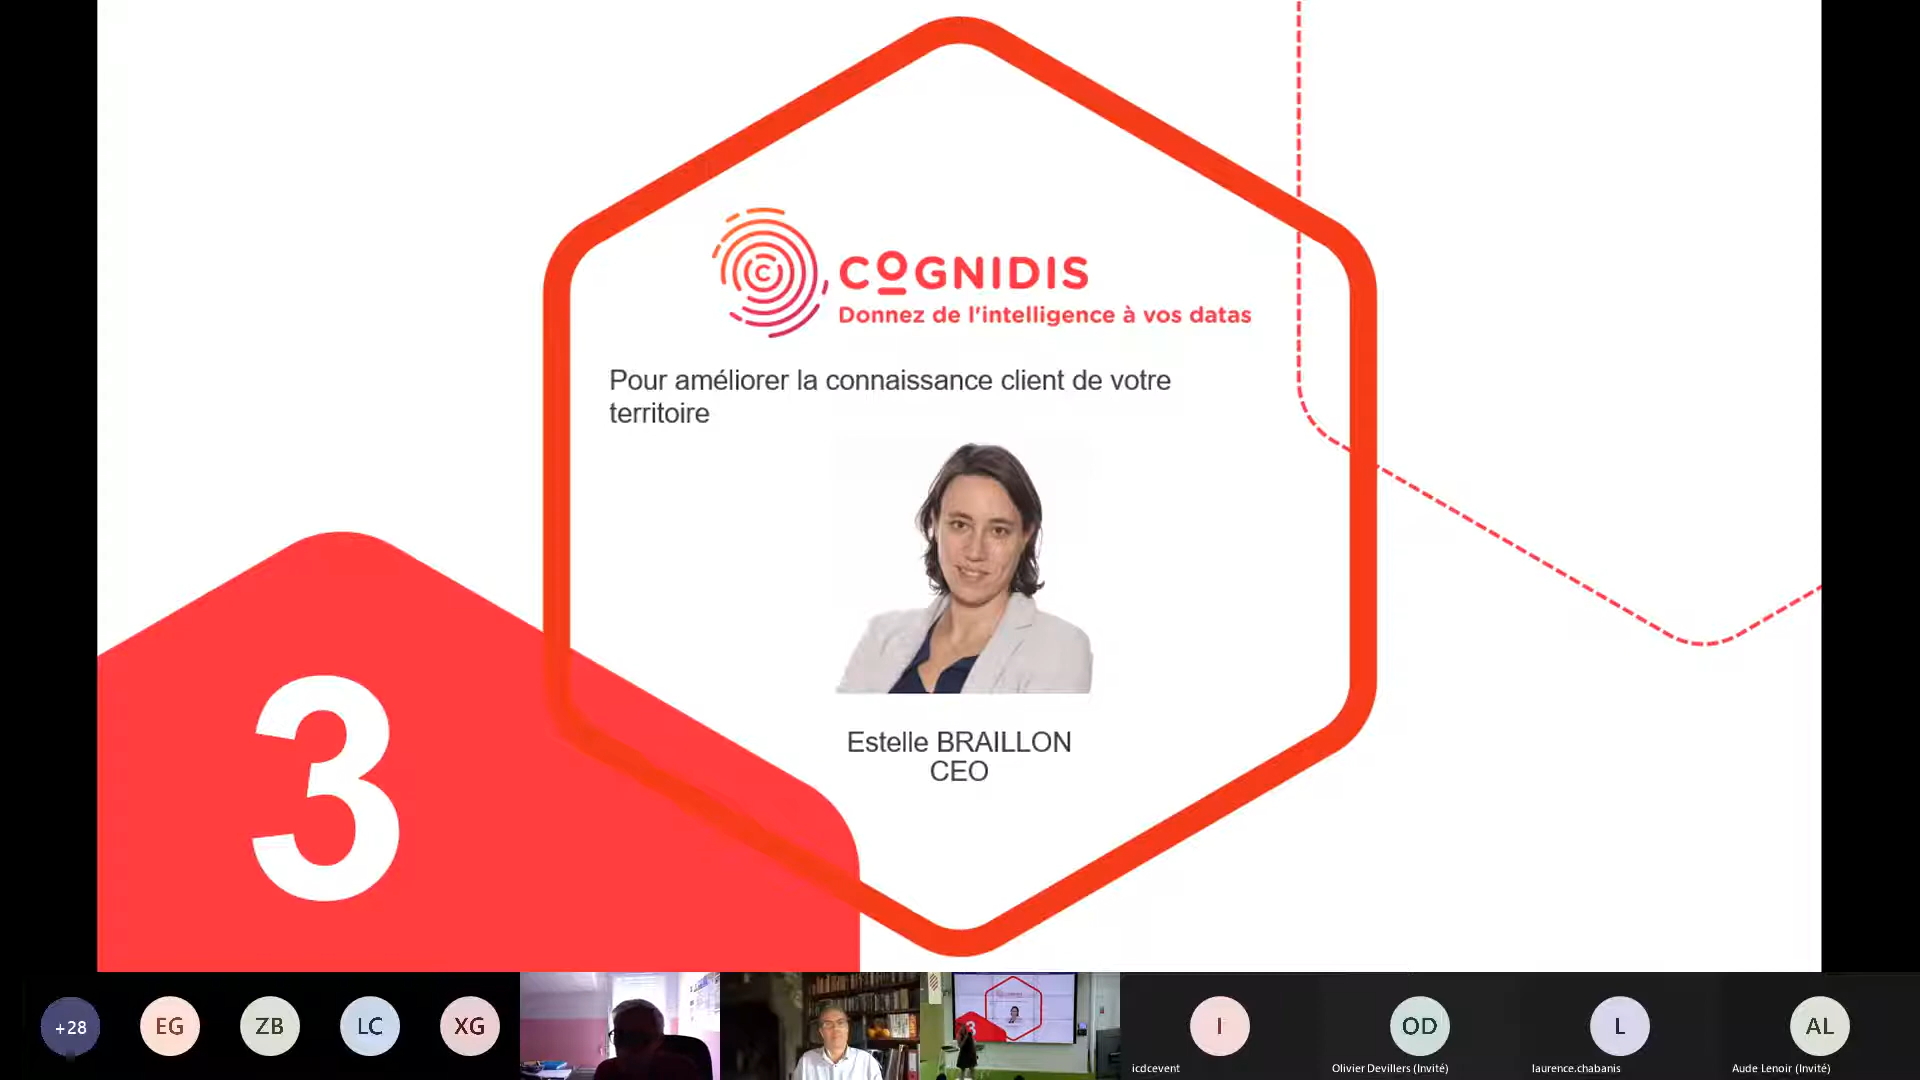 C
COGNIDIS
Donnez de l'intelligence à vos datas
Pour améliorer la connaissance client de votre
territoire
Estelle BRAILLON
CEO
3
+28
EG
ZB
LC
XG
3
I
OD
L
AL
icdcevent
Olivier Devillers (Invité)
laurence.chabanis
Aude Lenoir (Invité)